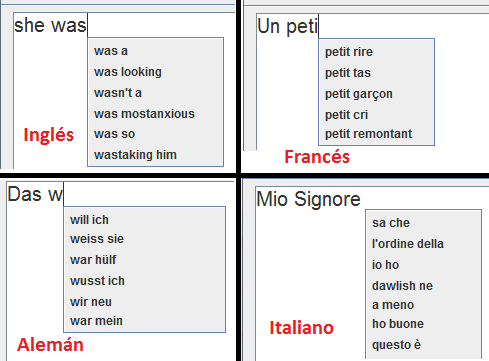 she was
was a
was looking
wasn't a
was mostanxious
was so
wastaking him
Inglés
Un peti
petit rire
petit tas
petit garçon
petit cri
petit remontant
Francés
Das w
will ich
weiss sie
war hülf
wusst ich
wir neu
war mein
Alemán
Mio Signore
sa che
l'ordine della
io ho
dawlish ne
a meno
ho buone
questo è
Italiano